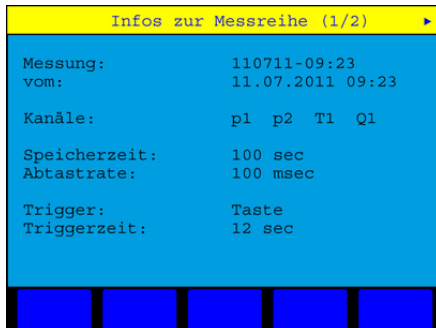 Infos zur Messreihe (1/2) ►
Messung: 110711-09:23
vom: 11.07.2011 09:23
Kanäle: p1 p2 T1 Q1
Speicherzeit: 100 sec
Abtastrate: 100 msec
Trigger: Taste
Triggerzeit: 12 sec